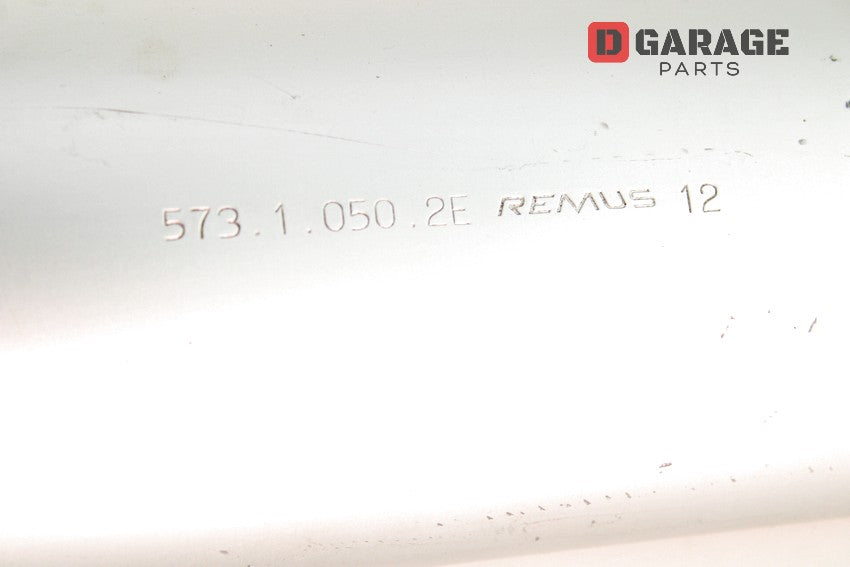 D GARAGE
PARTS
573.1.050.2E REMUS 12